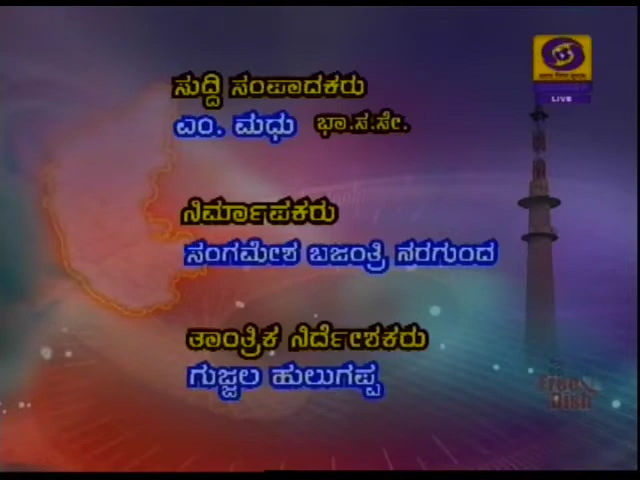 ಸುದ್ದಿ ಸಂಪಾದಕರು
ಎಂ. ಮಧು ಭಾ.ಸ.ಸೇ.
ನಿರ್ಮಾಪಕರು
ಸಂಗಮೇಶ ಬಜಂತ್ರಿ ನರಗುಂದ
ತಾಂತ್ರಿಕ ನಿರ್ದೇಶಕರು
ಗುಜ್ಜಲ ಹುಲುಗಪ್ಪ
LIVE
Free
Dish